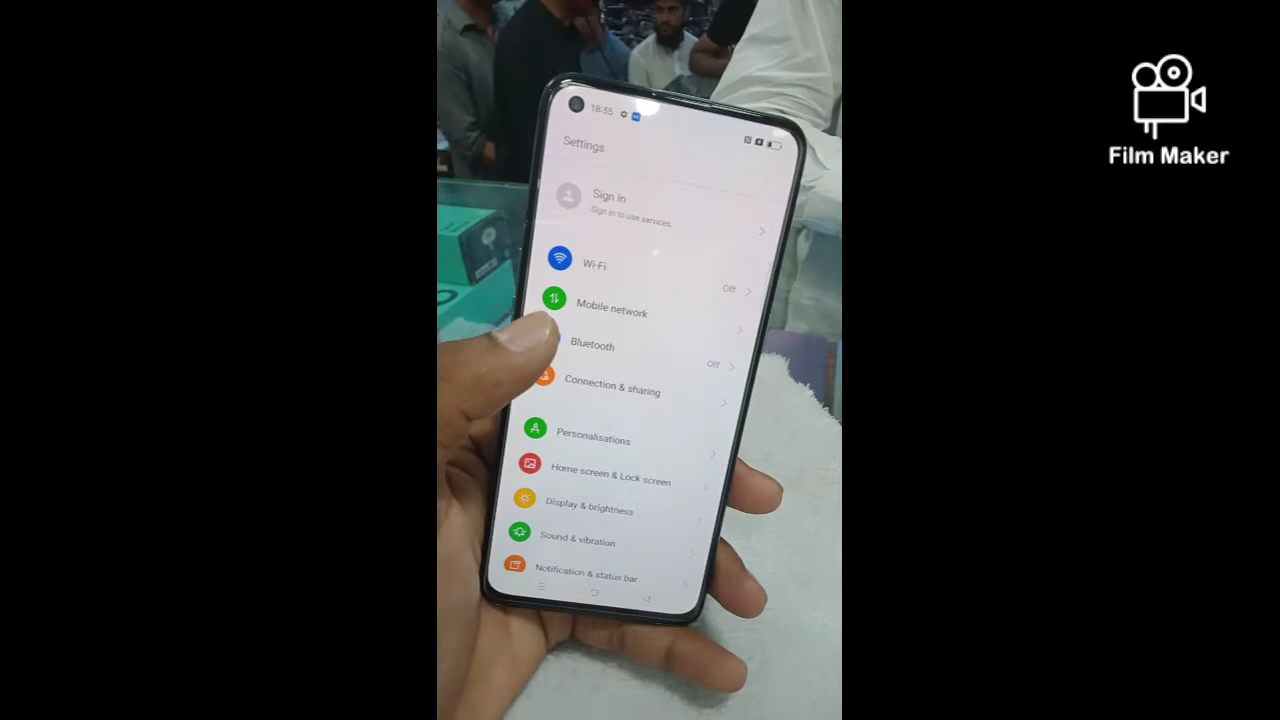 Film Maker
18:35
Settings
Sign in
Sign in to use services.
Wi-Fi
Off
Mobile network
Bluetooth
Off
Connection & sharing
Personalisations
Home screen & Lock screen
Display & brightness
Sound & vibration
Notification & status bar